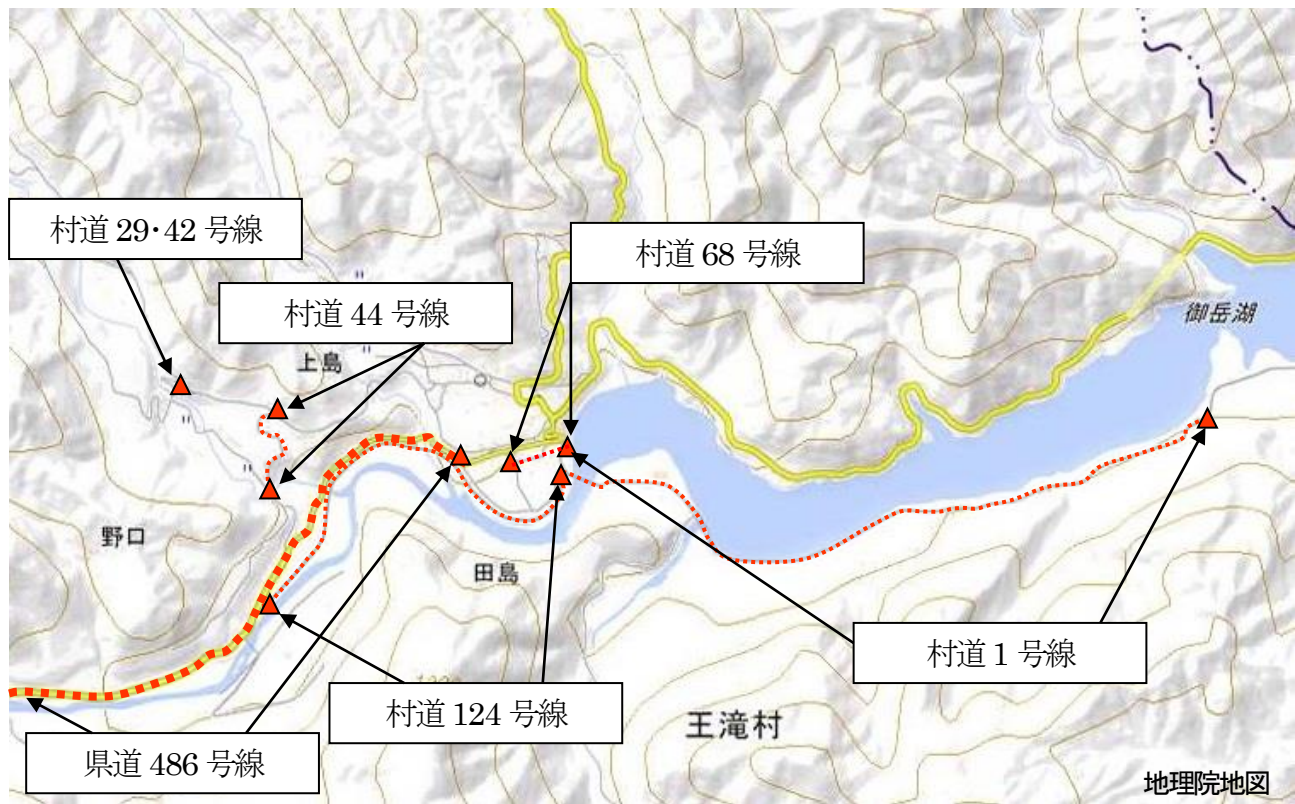 御岳湖
村道 29・42 号線
村道 68 号線
村道 44 号線
上島
野口
田島
村道 1 号線
村道 124 号線
王滝村
県道 486 号線
地理院地図